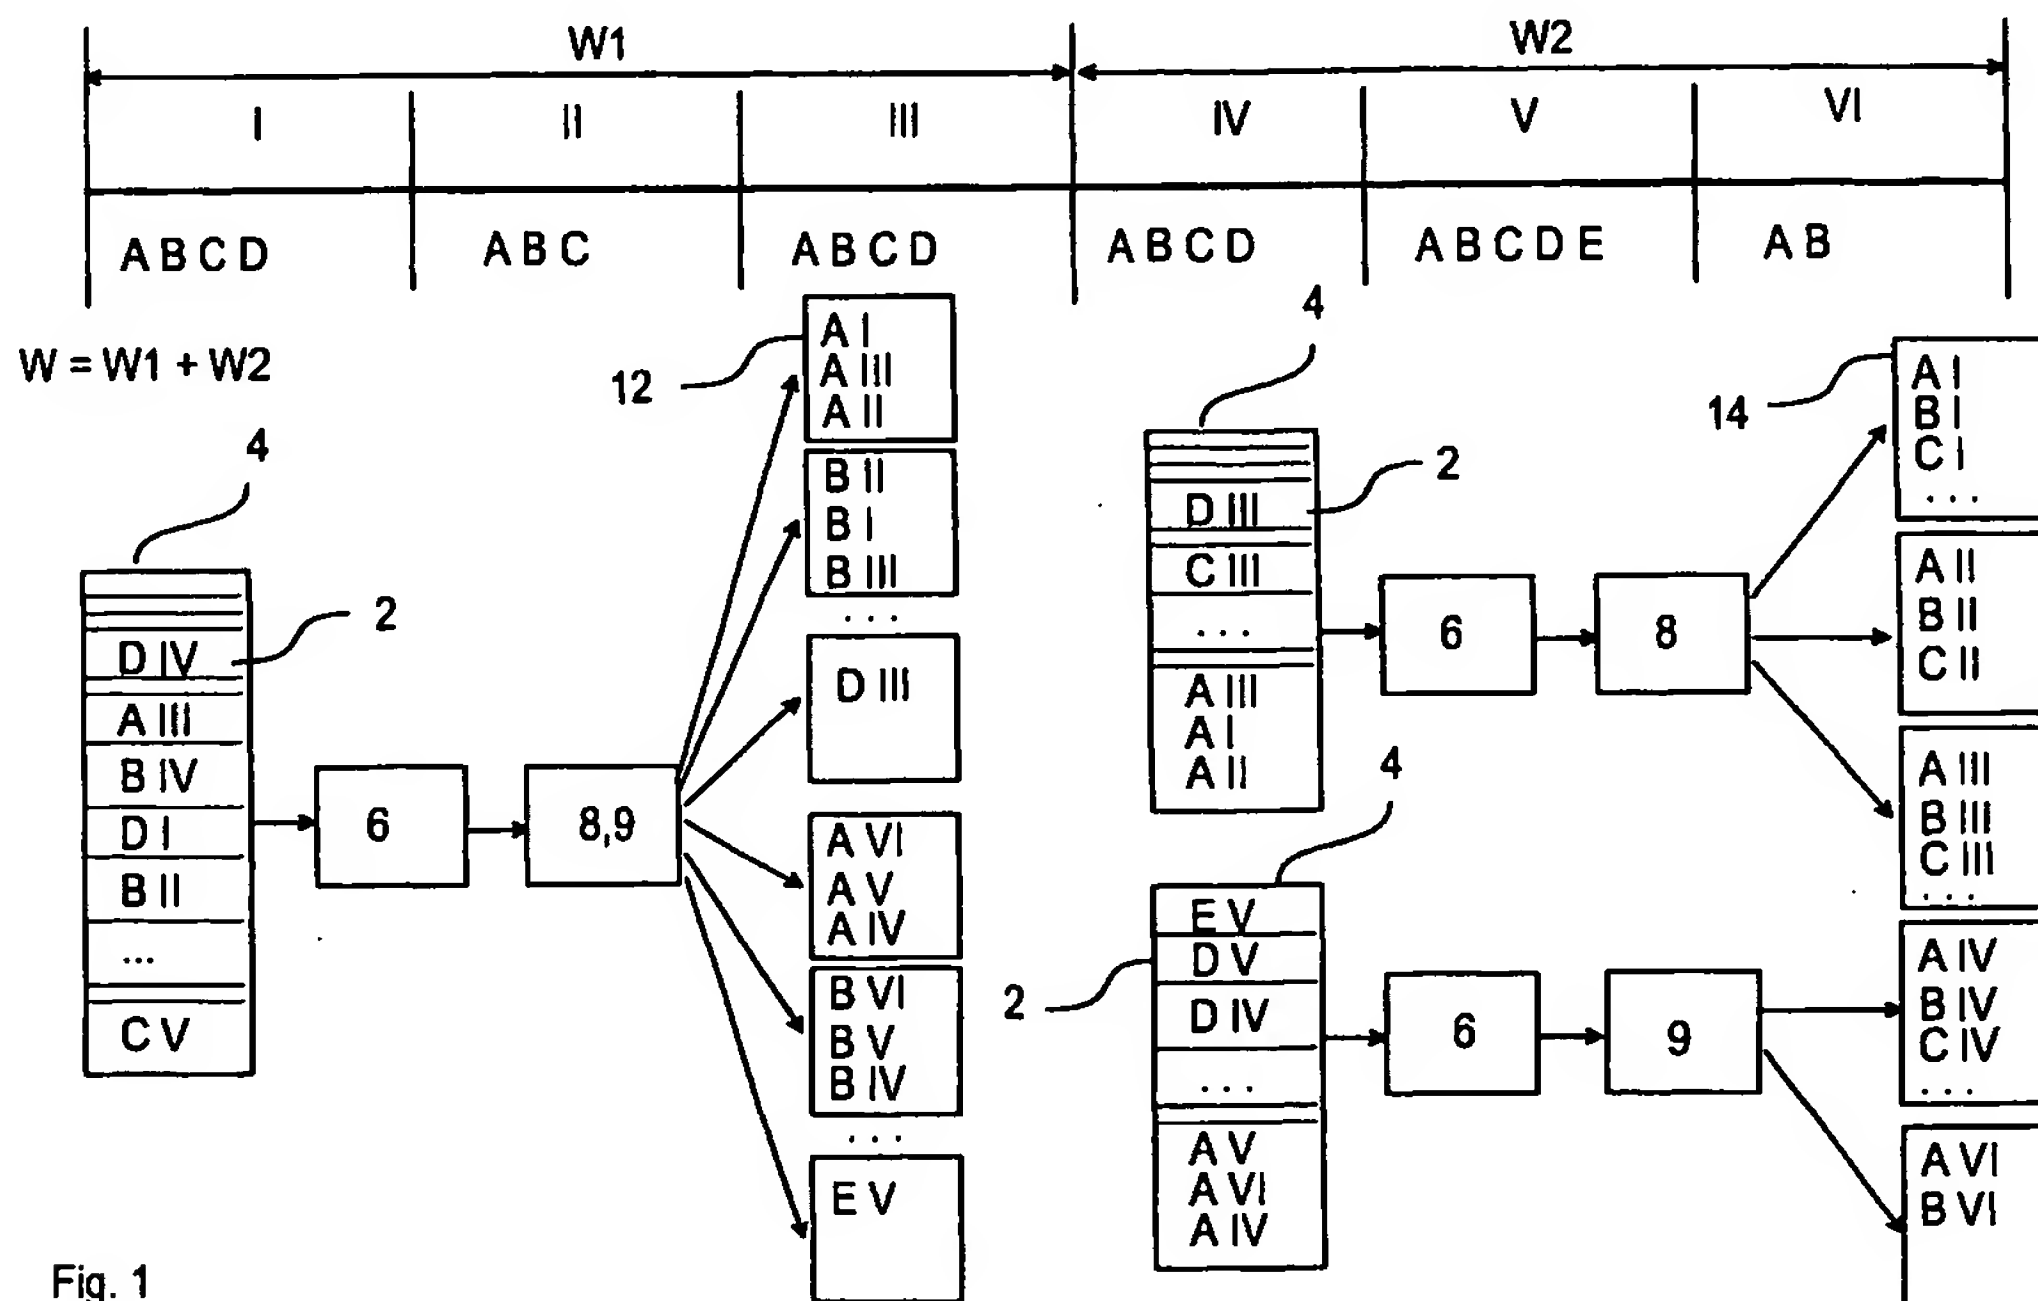 W1 W2
I II III IV V VI
A B C D A B C A B C D A B C D A B C D E A B
W = W1 + W2
4
2
D IV
A III
B IV
D I
B II
...
C V
6
8,9
12
A I
A III
A II
B II
B I
B III
...
D III
A VI
A V
A IV
B VI
B V
B IV
...
E V
4
2
D III
C III
...
A III
A I
A II
6
8
4
2
E V
D V
D IV
...
A V
A VI
A IV
6
9
14
A I
B I
C I
...
A II
B II
C II
A III
B III
C III
...
A IV
B IV
C IV
...
A VI
B VI
Fig. 1